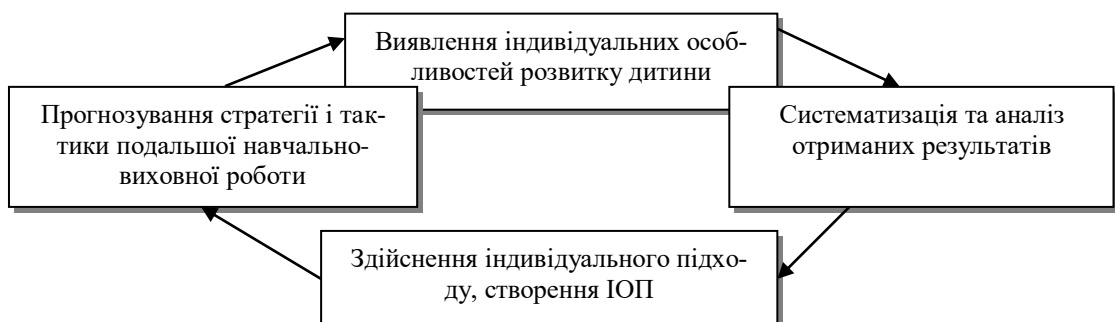 Виявлення індивідуальних особ-
ливостей розвитку дитини
Прогнозування стратегії і так-
тики подальшої навчально-
виховної роботи
Систематизація та аналіз
отриманих результатів
Здійснення індивідуального підхо-
ду, створення ІОП